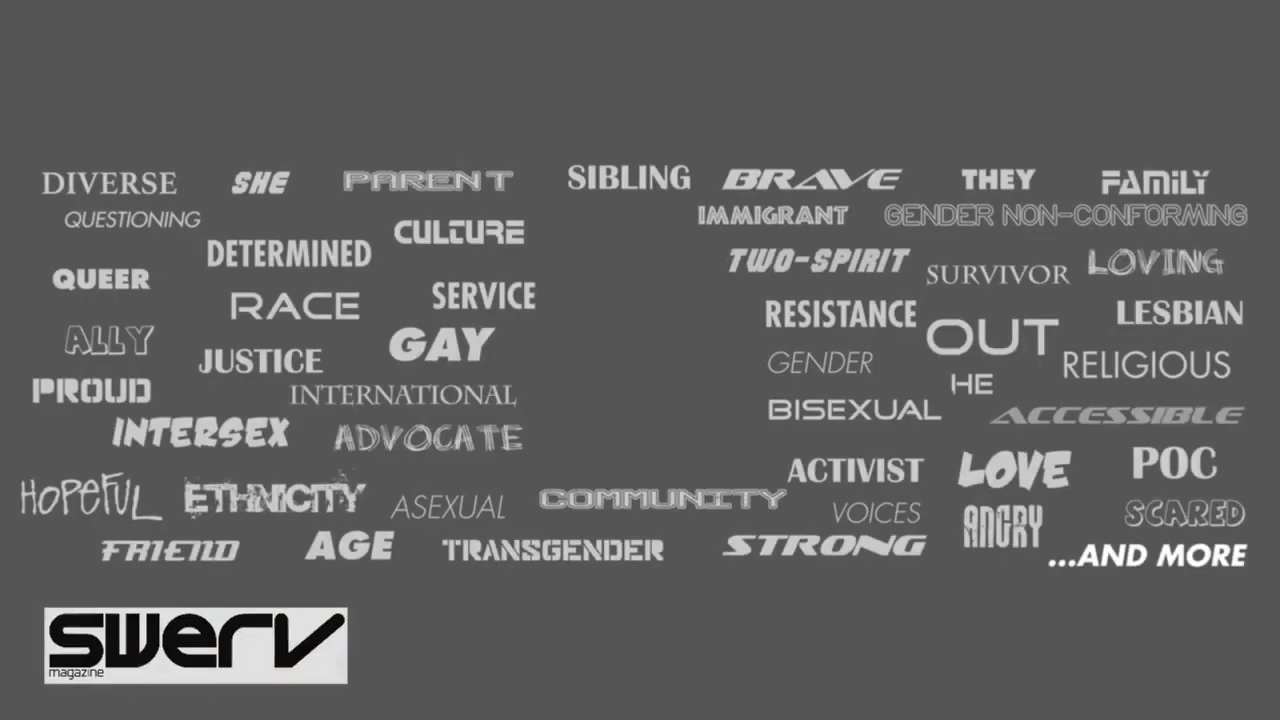 DIVERSE SHE PARENT SIBLING BRAVE THEY FAMILY
QUESTIONING CULTURE IMMIGRANT GENDER NON-CONFORMING
DETERMINED TWO-SPIRIT SURVIVOR LOVING
QUEER RACE SERVICE RESISTANCE OUT LESBIAN
ALLY JUSTICE GAY GENDER HE RELIGIOUS
PROUD INTERNATIONAL BISEXUAL ACCESSIBLE
INTERSEX ADVOCATE ACTIVIST LOVE POC
HOPEFUL ETHNICITY ASEXUAL COMMUNITY VOICES ANGRY SCARED
FRIEND AGE TRANSGENDER STRONG ...AND MORE
swerv
magazine